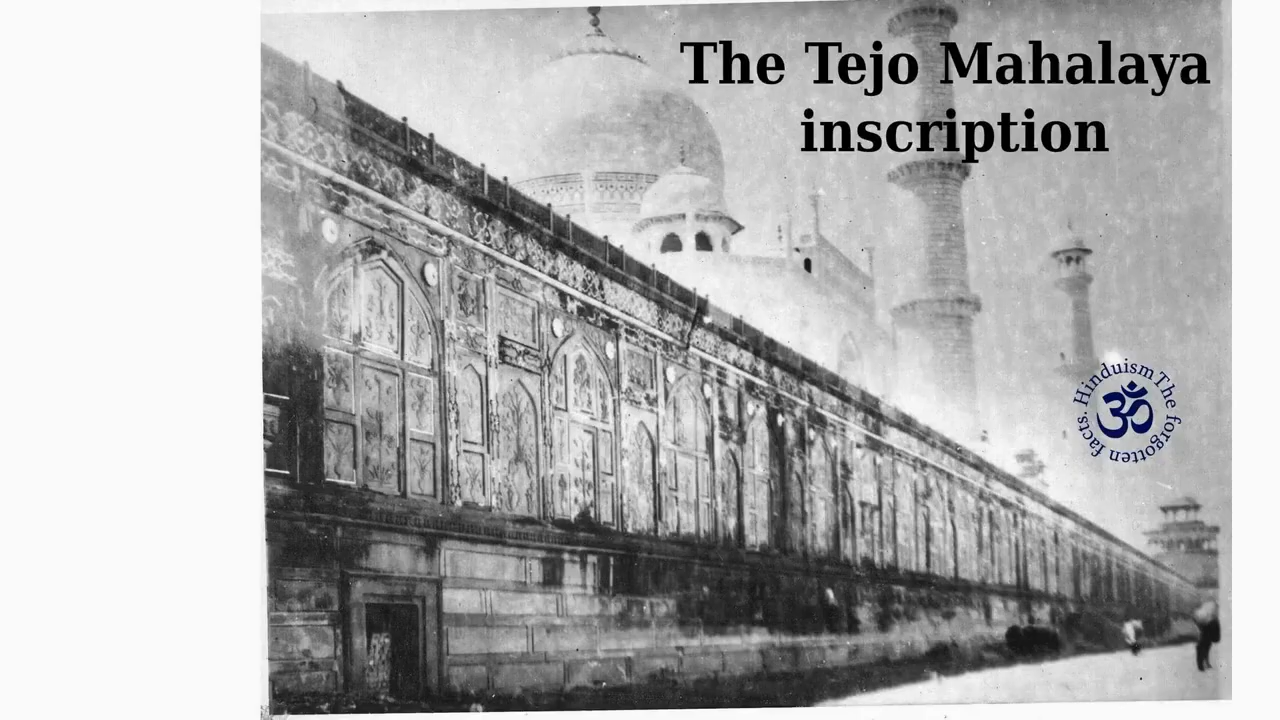 The Tejo Mahalaya
inscription
Hinduism The forgotten facts.
ॐ